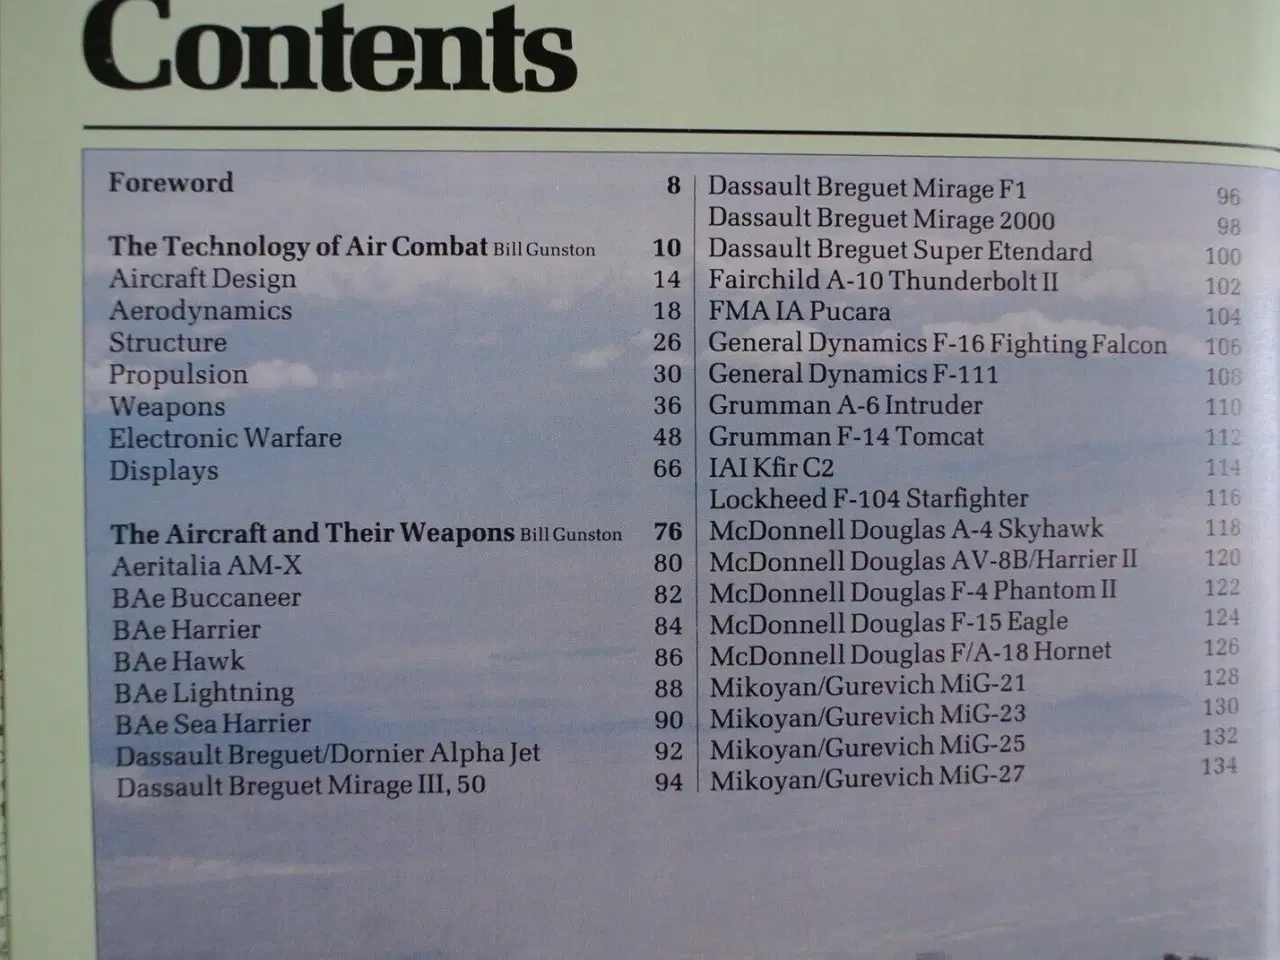 Contents
Foreword 8
The Technology of Air Combat Bill Gunston 10
Aircraft Design 14
Aerodynamics 18
Structure 26
Propulsion 30
Weapons 36
Electronic Warfare 48
Displays 66
The Aircraft and Their Weapons Bill Gunston 76
Aeritalia AM-X 80
BAe Buccaneer 82
BAe Harrier 84
BAe Hawk 86
BAe Lightning 88
BAe Sea Harrier 90
Dassault Breguet/Dornier Alpha Jet 92
Dassault Breguet Mirage III, 50 94
Dassault Breguet Mirage F1 96
Dassault Breguet Mirage 2000 98
Dassault Breguet Super Etendard 100
Fairchild A-10 Thunderbolt II 102
FMA IA Pucara 104
General Dynamics F-16 Fighting Falcon 106
General Dynamics F-111 108
Grumman A-6 Intruder 110
Grumman F-14 Tomcat 112
IAI Kfir C2 114
Lockheed F-104 Starfighter 116
McDonnell Douglas A-4 Skyhawk 118
McDonnell Douglas AV-8B/Harrier II 120
McDonnell Douglas F-4 Phantom II 122
McDonnell Douglas F-15 Eagle 124
McDonnell Douglas F/A-18 Hornet 126
Mikoyan/Gurevich MiG-21 128
Mikoyan/Gurevich MiG-23 130
Mikoyan/Gurevich MiG-25 132
Mikoyan/Gurevich MiG-27 134